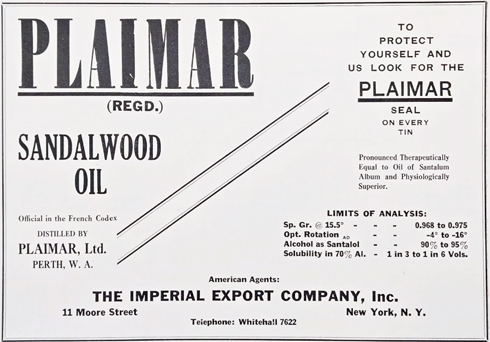 PLAIMAR
(REGD.)
SANDALWOOD
OIL
Official in the French Codex
DISTILLED BY
PLAIMAR, Ltd.
PERTH, W. A.
TO
PROTECT
YOURSELF AND
US LOOK FOR THE
PLAIMAR
SEAL
ON EVERY
TIN
Pronounced Therapeutically
Equal to Oil of Santalum
Album and Physiologically
Superior.
LIMITS OF ANALYSIS:
Sp. Gr. @ 15.5° - - - 0.968 to 0.975
Opt. Rotation AD - - -4° to -16°
Alcohol as Santalol - - 90% to 95%
Solubility in 70% Al. - 1 in 3 to 1 in 6 Vols.
American Agents:
THE IMPERIAL EXPORT COMPANY, Inc.
11 Moore Street New York, N. Y.
Telephone: Whitehall 7622